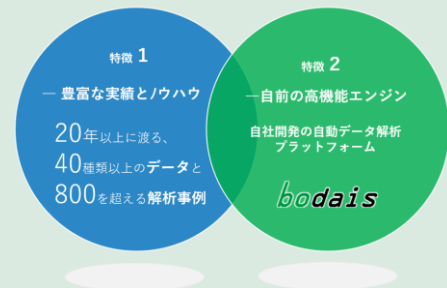 特徴 1
― 豊富な実績とノウハウ
20年以上に渡る、
40種類以上のデータと
800を超える解析事例
特徴 2
―自前の高機能エンジン
自社開発の自動データ解析
プラットフォーム
bodais